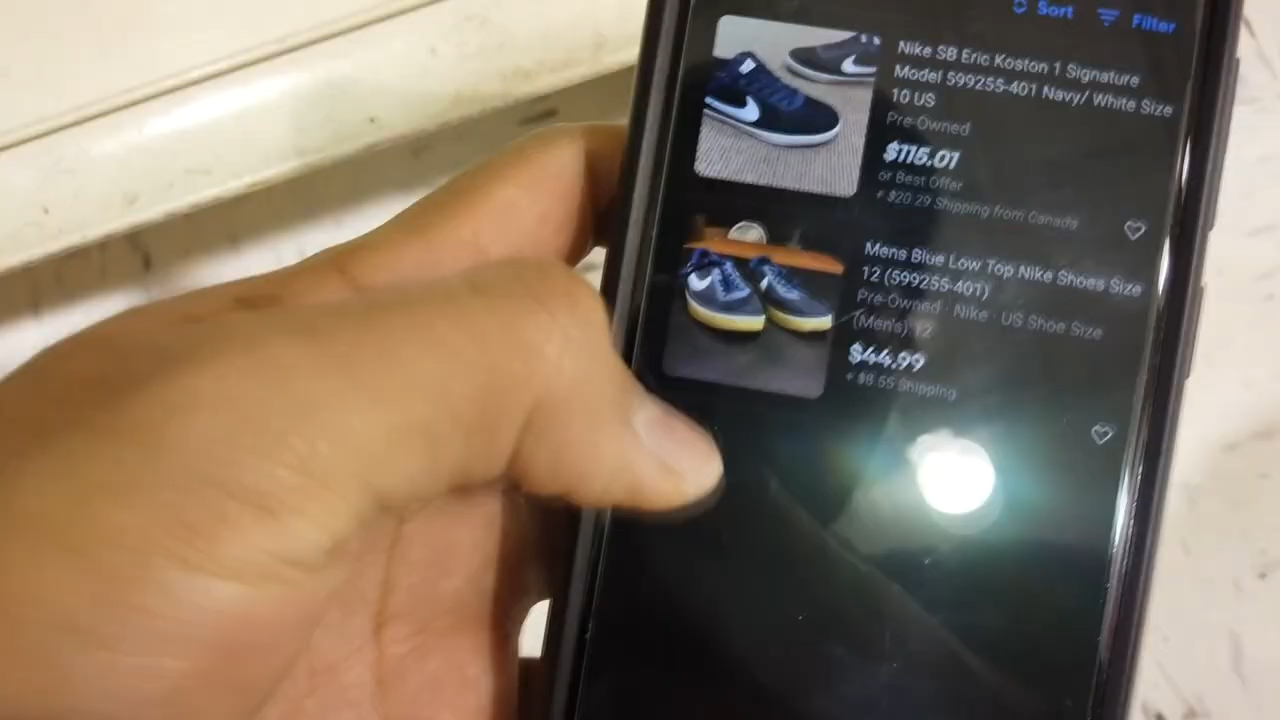 Sort Filter
Nike SB Eric Koston 1 Signature
Model 599255-401 Navy/ White Size
10 US
Pre-Owned
$115.01
or Best Offer
+ $20.29 Shipping from Canada
Mens Blue Low Top Nike Shoes Size
12 (599255-401)
Pre-Owned · Nike · US Shoe Size
(Men's) 12
$44.99
+ $8.55 Shipping